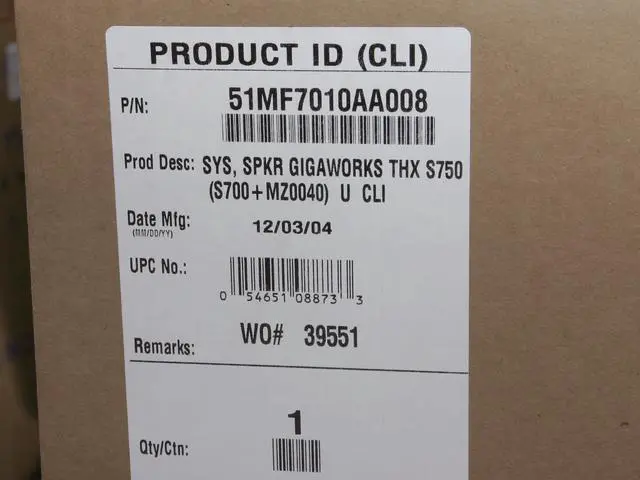 PRODUCT ID (CLI)
P/N: 51MF7010AA008
Prod Desc: SYS, SPKR GIGAWORKS THX S750
(S700+MZ0040) U CLI
Date Mfg: 12/03/04
(MM/DD/YY)
UPC No.:
0 54651 08873 3
Remarks: WO# 39551
1
Qty/Ctn: